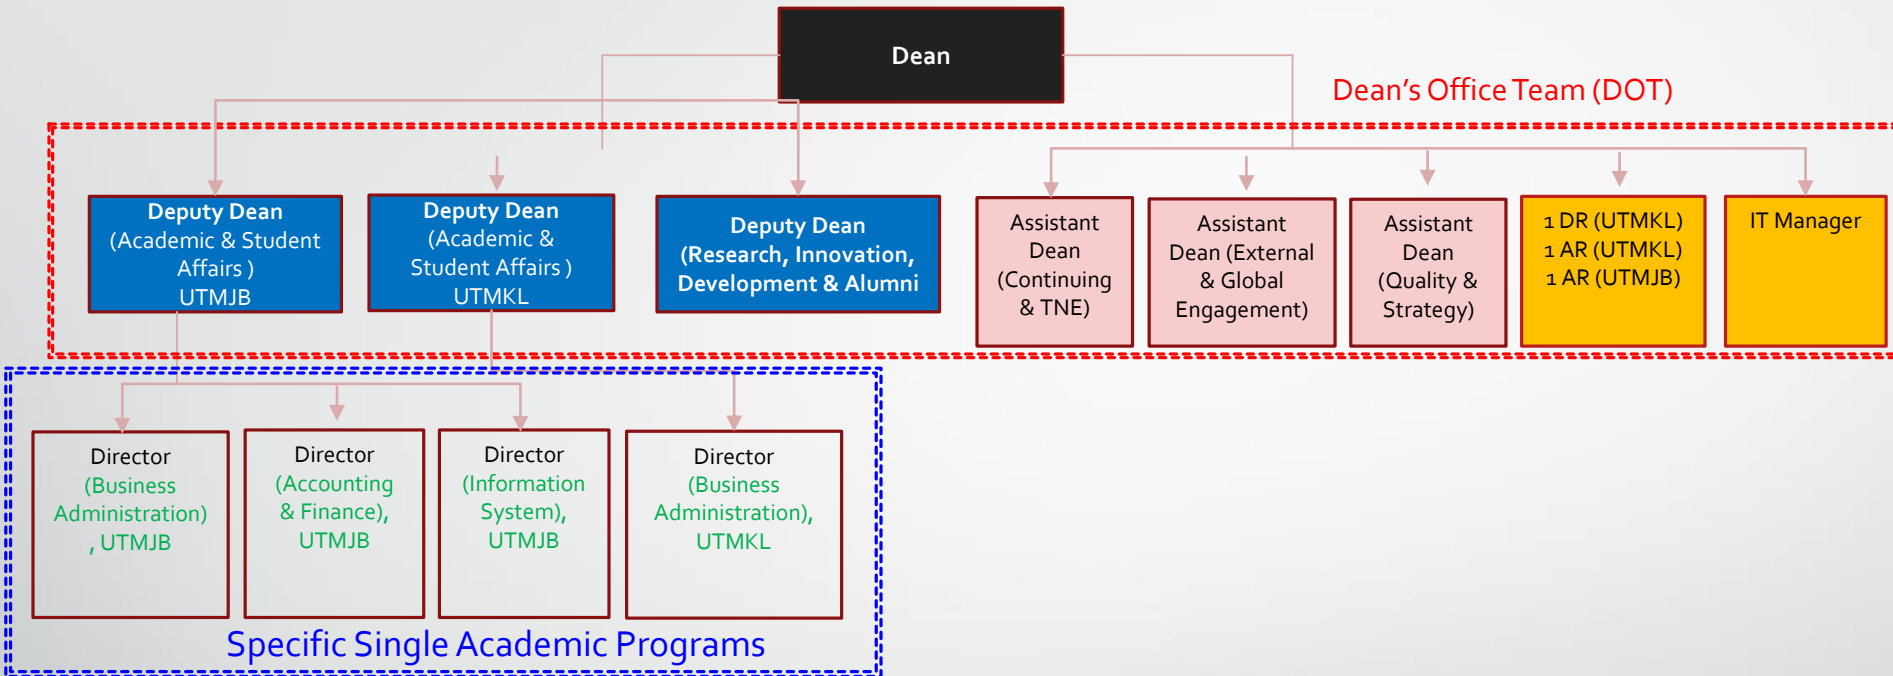 Dean
Dean's Office Team (DOT)
Deputy Dean
(Academic & Student
Affairs )
UTMJB
Deputy Dean
(Academic &
Student Affairs )
UTMKL
Deputy Dean
(Research, Innovation,
Development & Alumni
Assistant
Dean
(Continuing
& TNE)
Assistant
Dean (External
& Global
Engagement)
Assistant
Dean
(Quality &
Strategy)
1 DR (UTMKL)
1 AR (UTMKL)
1 AR (UTMJB)
IT Manager
Director
(Business
Administration)
, UTMJB
Director
(Accounting
& Finance),
UTMJB
Director
(Information
System),
UTMJB
Director
(Business
Administration),
UTMKL
Specific Single Academic Programs